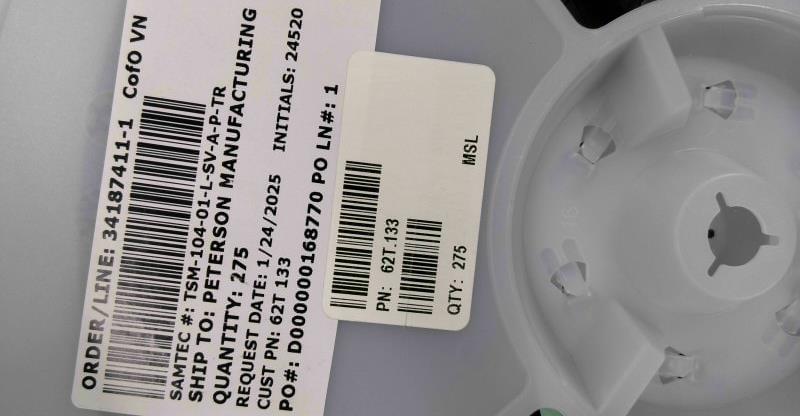 ORDER/LINE: 34187411-1 CofO VN
SAMTEC #: TSM-104-01-L-SV-A-P-TR
SHIP TO: PETERSON MANUFACTURING
QUANTITY: 275
REQUEST DATE: 1/24/2025 INITIALS: 24520
CUST PN: 62T 133
PO#: D0000000168770 PO LN#: 1
PN: 62T.133
QTY: 275
MSL